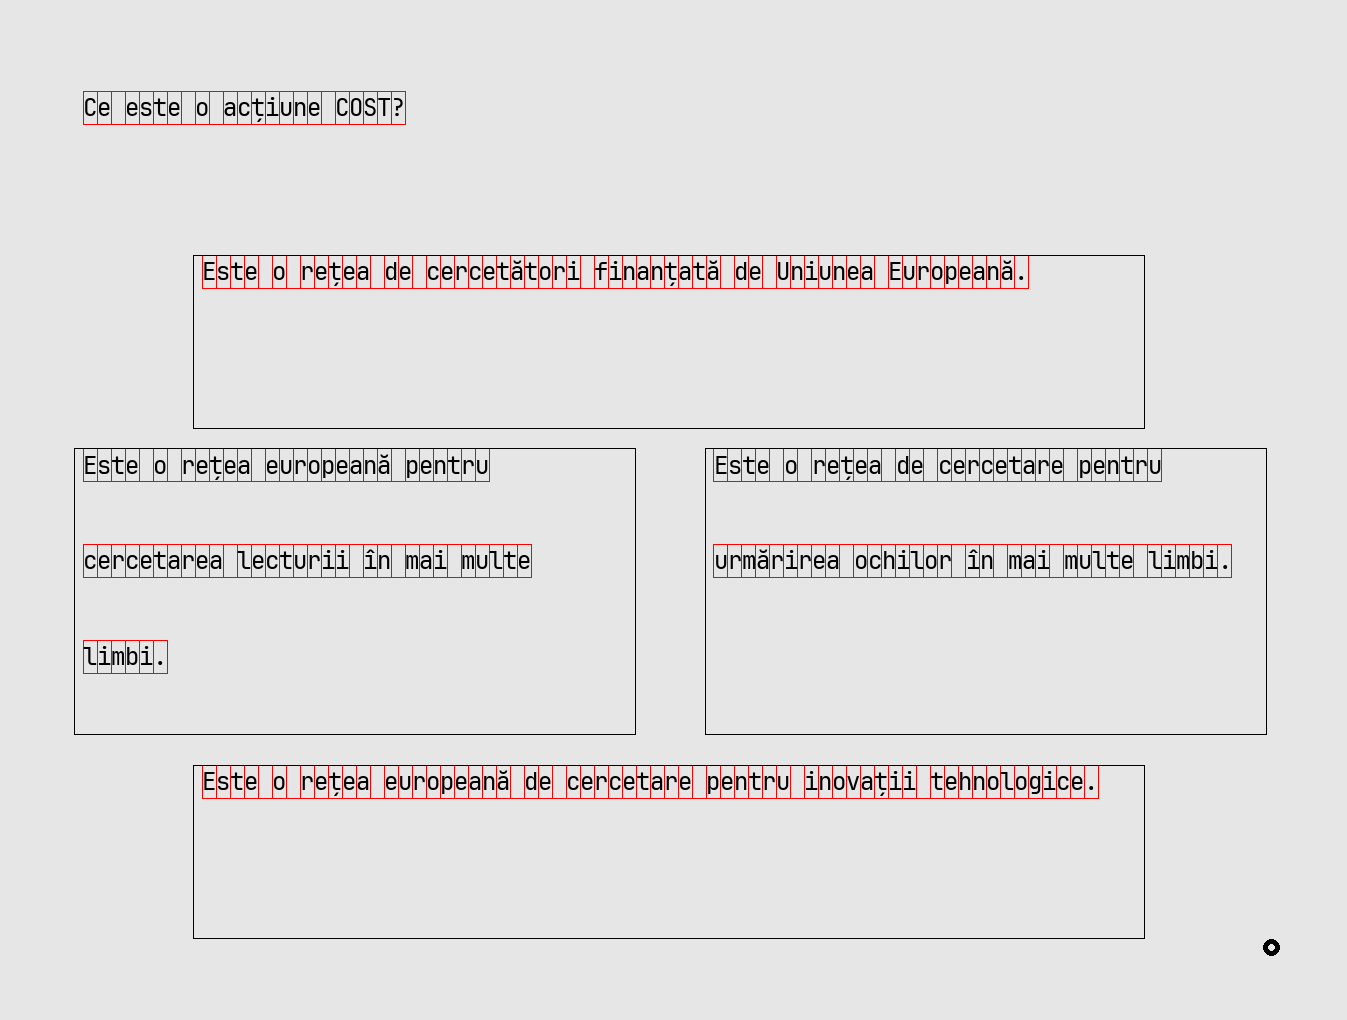 Ce este o acțiune COST?
Este o rețea de cercetători finanțată de Uniunea Europeană.
Este o rețea europeană pentru
cercetarea lecturii în mai multe
limbi.
Este o rețea de cercetare pentru
urmărirea ochilor în mai multe limbi.
Este o rețea europeană de cercetare pentru inovații tehnologice.